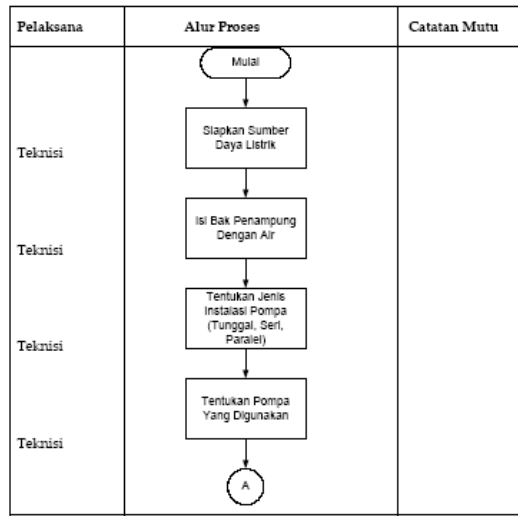 Pelaksana Alur Proses Catatan Mutu
Mulai
Siapkan Sumber
Daya Listrik
Teknisi
Isi Bak Penampung
Dengan Air
Teknisi
Tentukan Jenis
Instalasi Pompa
(Tunggal, Seri,
Paralel)
Teknisi
Tentukan Pompa
Yang Digunakan
Teknisi
A